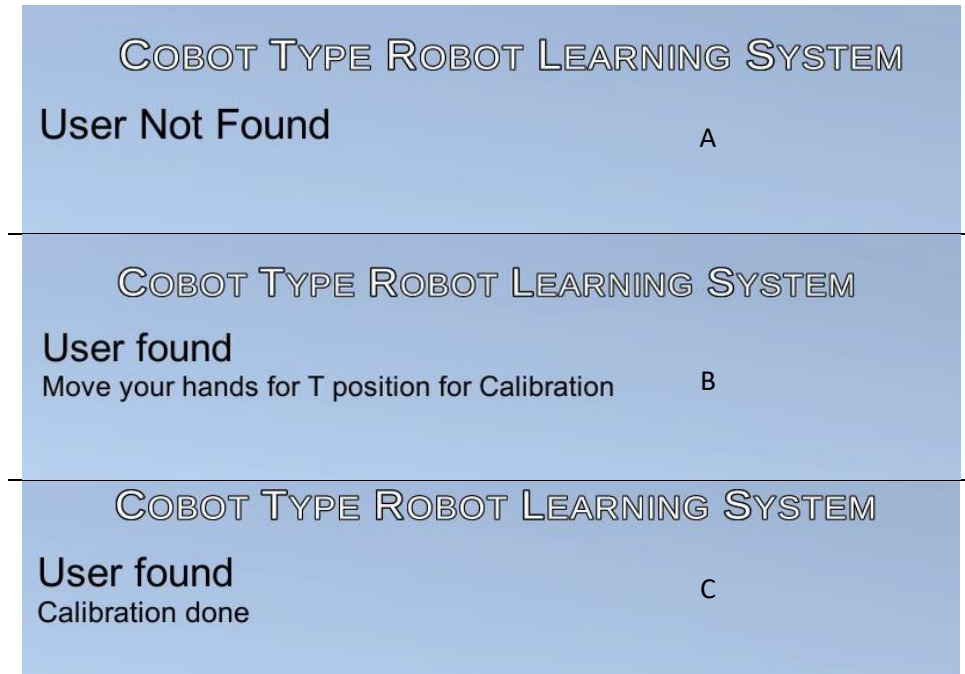 COBOT TYPE ROBOT LEARNING SYSTEM
User Not Found
A
COBOT TYPE ROBOT LEARNING SYSTEM
User found
Move your hands for T position for Calibration
B
COBOT TYPE ROBOT LEARNING SYSTEM
User found
Calibration done
C